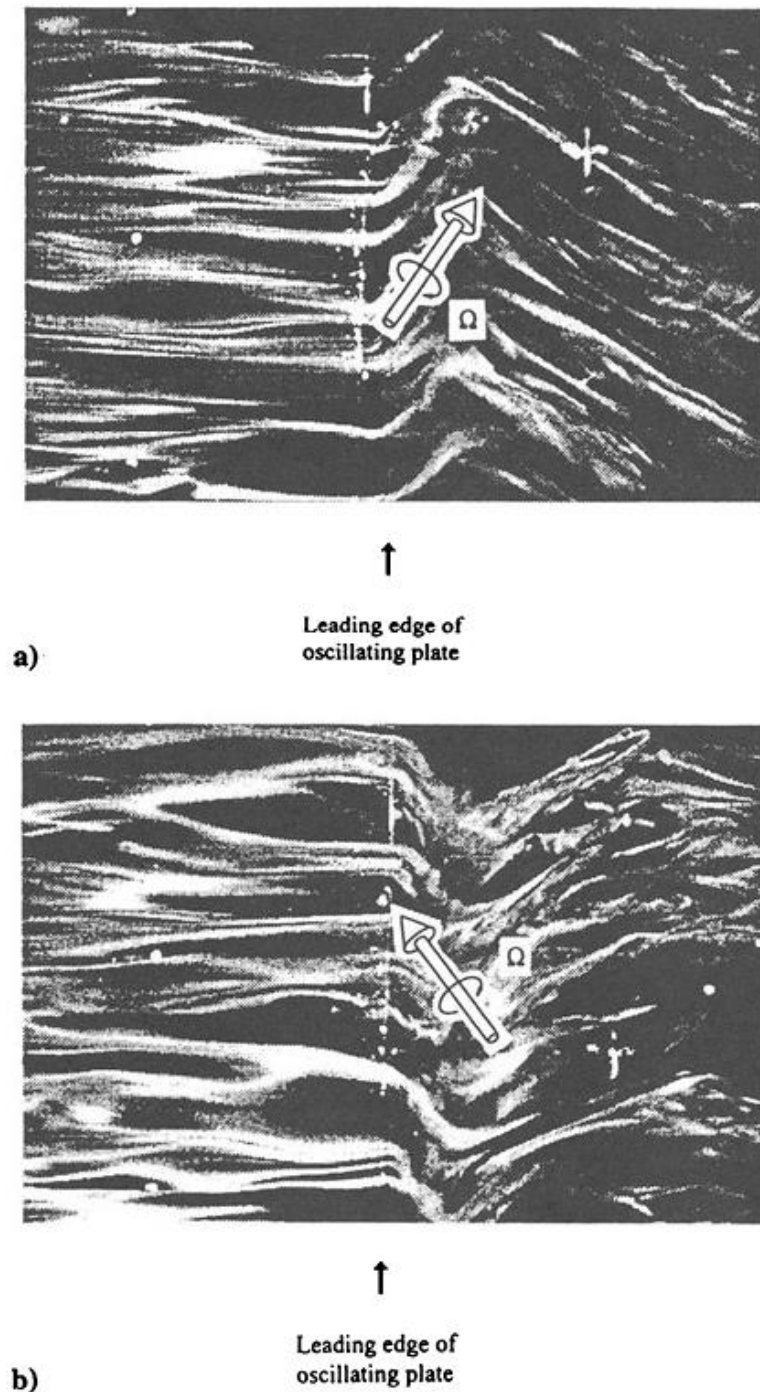 Ω
Leading edge of
oscillating plate
a)
Ω
Leading edge of
oscillating plate
b)